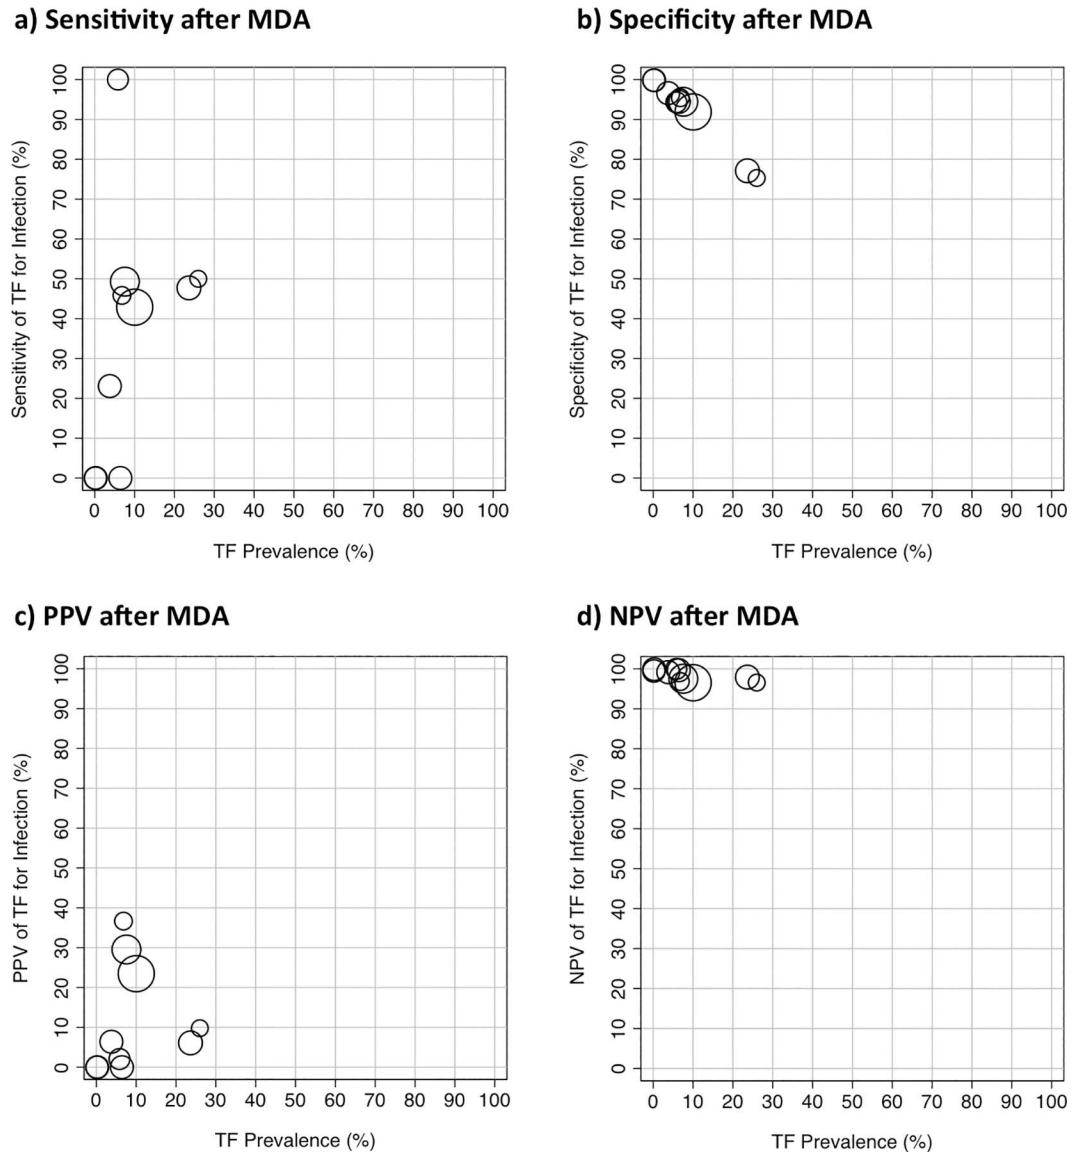 a) Sensitivity after MDA
Sensitivity of TF for Infection (%)
100
90
80
70
60
50
40
30
20
10
0
0 10 20 30 40 50 60 70 80 90 100
TF Prevalence (%)
b) Specificity after MDA
Specificity of TF for Infection (%)
100
90
80
70
60
50
40
30
20
10
0
0 10 20 30 40 50 60 70 80 90 100
TF Prevalence (%)
c) PPV after MDA
PPV of TF for Infection (%)
100
90
80
70
60
50
40
30
20
10
0
0 10 20 30 40 50 60 70 80 90 100
TF Prevalence (%)
d) NPV after MDA
NPV of TF for Infection (%)
100
90
80
70
60
50
40
30
20
10
0
0 10 20 30 40 50 60 70 80 90 100
TF Prevalence (%)